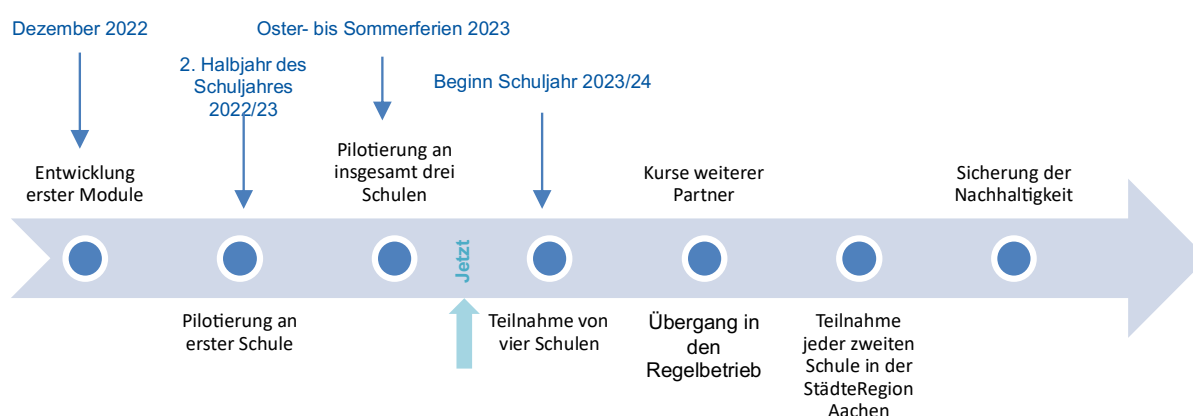 Dezember 2022
Oster- bis Sommerferien 2023
2. Halbjahr des
Schuljahres
2022/23
Beginn Schuljahr 2023/24
Entwicklung
erster Module
Pilotierung an
insgesamt drei
Schulen
Kurse weiterer
Partner
Sicherung der
Nachhaltigkeit
Jetzt
Pilotierung an
erster Schule
Teilnahme von
vier Schulen
Übergang in
den
Regelbetrieb
Teilnahme
jeder zweiten
Schule in der
StädteRegion
Aachen